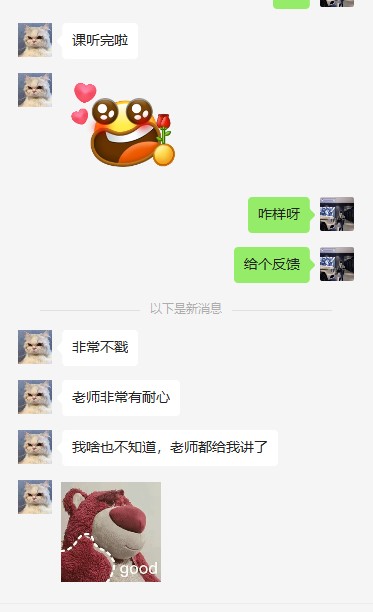 课听完啦
咋样呀
给个反馈
以下是新消息
非常不戳
老师非常有耐心
我啥也不知道，老师都给我讲了
good